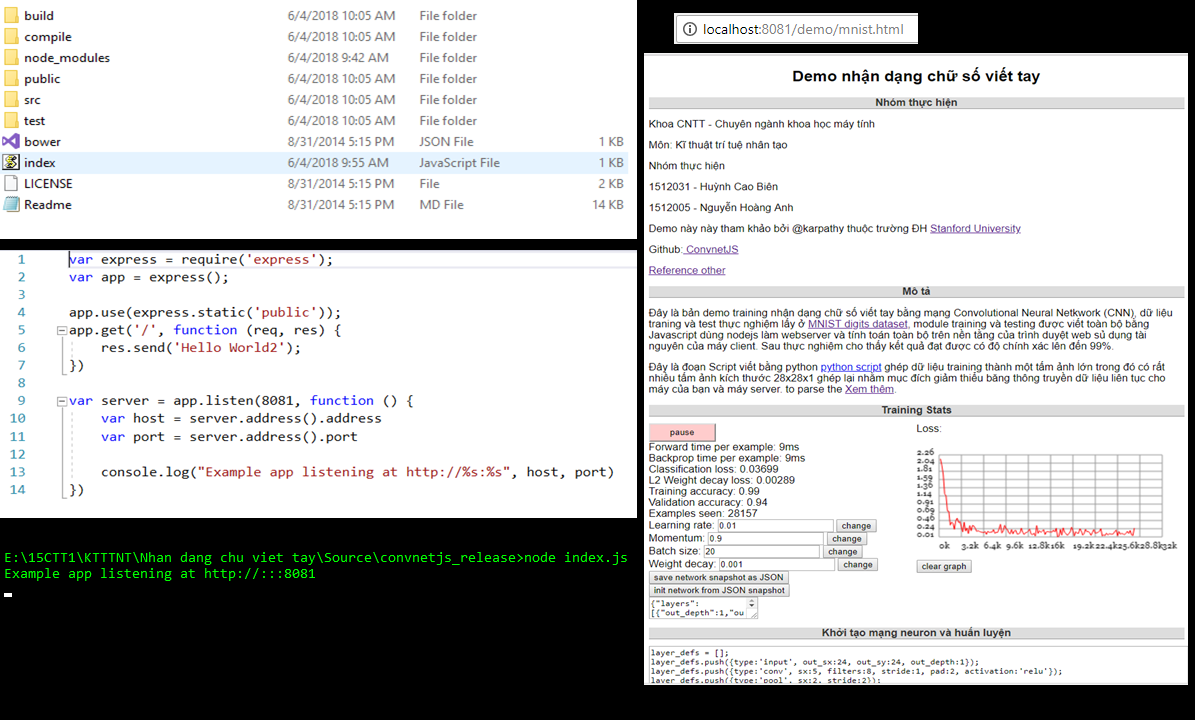 build 6/4/2018 10:05 AM File folder
compile 6/4/2018 10:05 AM File folder
node_modules 6/4/2018 9:42 AM File folder
public 6/4/2018 10:05 AM File folder
src 6/4/2018 10:05 AM File folder
test 6/4/2018 10:05 AM File folder
bower 8/31/2014 5:15 PM JSON File 1 KB
index 6/4/2018 9:55 AM JavaScript File 1 KB
LICENSE 8/31/2014 5:15 PM File 2 KB
Readme 8/31/2014 5:15 PM MD File 14 KB
1 var express = require('express');
2 var app = express();
3
4 app.use(express.static('public'));
5 app.get('/', function (req, res) {
6 res.send('Hello World2');
7 })
8
9 var server = app.listen(8081, function () {
10 var host = server.address().address
11 var port = server.address().port
12
13 console.log("Example app listening at http://%s:%s", host, port)
14 })
E:\15CTT1\KTTTNT\Nhan dang chu viet tay\Source\convnetjs_release>node index.js
Example app listening at http://:::8081
localhost:8081/demo/mnist.html
Demo nhận dạng chữ số viết tay
Nhóm thực hiện
Khoa CNTT - Chuyên ngành khoa học máy tính
Môn: Kĩ thuật trí tuệ nhân tạo
Nhóm thực hiện
1512031 - Huỳnh Cao Biên
1512005 - Nguyễn Hoàng Anh
Demo này này tham khảo bởi @karpathy thuộc trường ĐH Stanford University
Github: ConvnetJS
Reference other
Mô tả
Đây là bản demo training nhận dạng chữ số viết tay bằng mạng Convolutional Neural Netkwork (CNN), dữ liệu
traning và test thực nghiệm lấy ở MNIST digits dataset, module training và testing được viết toàn bộ bằng
Javascript dùng nodejs làm webserver và tính toán toàn bộ trên nền tảng của trình duyệt web sủ dụng tài
nguyên của máy client. Sau thực nghiệm cho thấy kết quả đạt được có độ chính xác lên đến 99%.
Đây là đoạn Script viết bằng python python script ghép dữ liệu training thành một tấm ảnh lớn trong đó có rất
nhiều tấm ảnh kích thước 28x28x1 ghép lại nhằm mục đích giảm thiểu băng thông truyền dữ liệu liên tục cho
máy của bạn và máy server. to parse the Xem thêm.
Training Stats
pause
Forward time per example: 9ms
Backprop time per example: 9ms
Classification loss: 0.03699
L2 Weight decay loss: 0.00289
Training accuracy: 0.99
Validation accuracy: 0.94
Examples seen: 28157
Learning rate: 0.01 change
Momentum: 0.9 change
Batch size: 20 change
Weight decay: 0.001 change
save network snapshot as JSON
init network from JSON snapshot
{"layers":
[{"out_depth":1,"ou
Loss:
2.26
2.04
1.81
1.59
1.36
1.14
0.91
0.69
0.46
0.24
0.01
0k 3.2k 6.4k 9.6k 12.8k 16k 19.2k 22.4k 25.6k 28.8k 32k
clear graph
Khởi tạo mạng neuron và huấn luyện
layer_defs = [];
layer_defs.push({type:'input', out_sx:24, out_sy:24, out_depth:1});
layer_defs.push({type:'conv', sx:5, filters:8, stride:1, pad:2, activation:'relu'});
layer_defs.push({type:'pool', sx:2, stride:2});